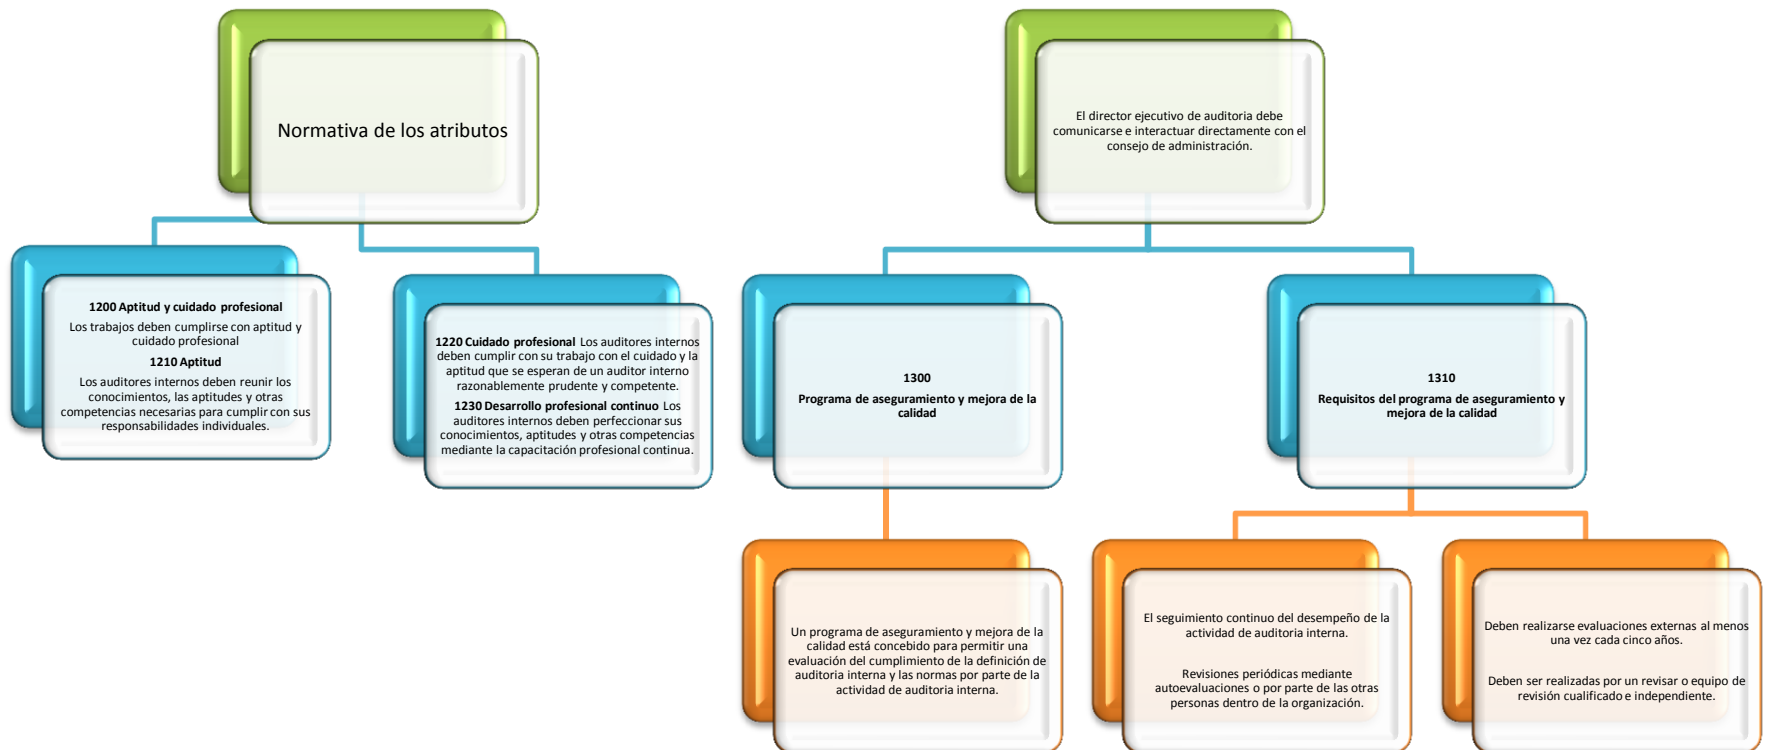 Normativa de los atributos
El director ejecutivo de auditoria debe
comunicarse e interactuar directamente con el
consejo de administración.
1200 Aptitud y cuidado profesional
Los trabajos deben cumplirse con aptitud y
cuidado profesional
1210 Aptitud
Los auditores internos deben reunir los
conocimientos, las aptitudes y otras
competencias necesarias para cumplir con sus
responsabilidades individuales.
1220 Cuidado profesional Los auditores internos
deben cumplir con su trabajo con el cuidado y la
aptitud que se esperan de un auditor interno
razonablemente prudente y competente.
1230 Desarrollo profesional continuo Los
auditores internos deben perfeccionar sus
conocimientos, aptitudes y otras competencias
mediante la capacitación profesional continua.
1300
Programa de aseguramiento y mejora de la
calidad
1310
Requisitos del programa de aseguramiento y
mejora de la calidad
Un programa de aseguramiento y mejora de la
calidad está concebido para permitir una
evaluación del cumplimiento de la definición de
auditoria interna y las normas por parte de la
actividad de auditoria interna.
El seguimiento continuo del desempeño de la
actividad de auditoria interna.
Revisiones periódicas mediante
autoevaluaciones o por parte de las otras
personas dentro de la organización.
Deben realizarse evaluaciones externas al menos
una vez cada cinco años.
Deben ser realizadas por un revisar o equipo de
revisión cualificado e independiente.